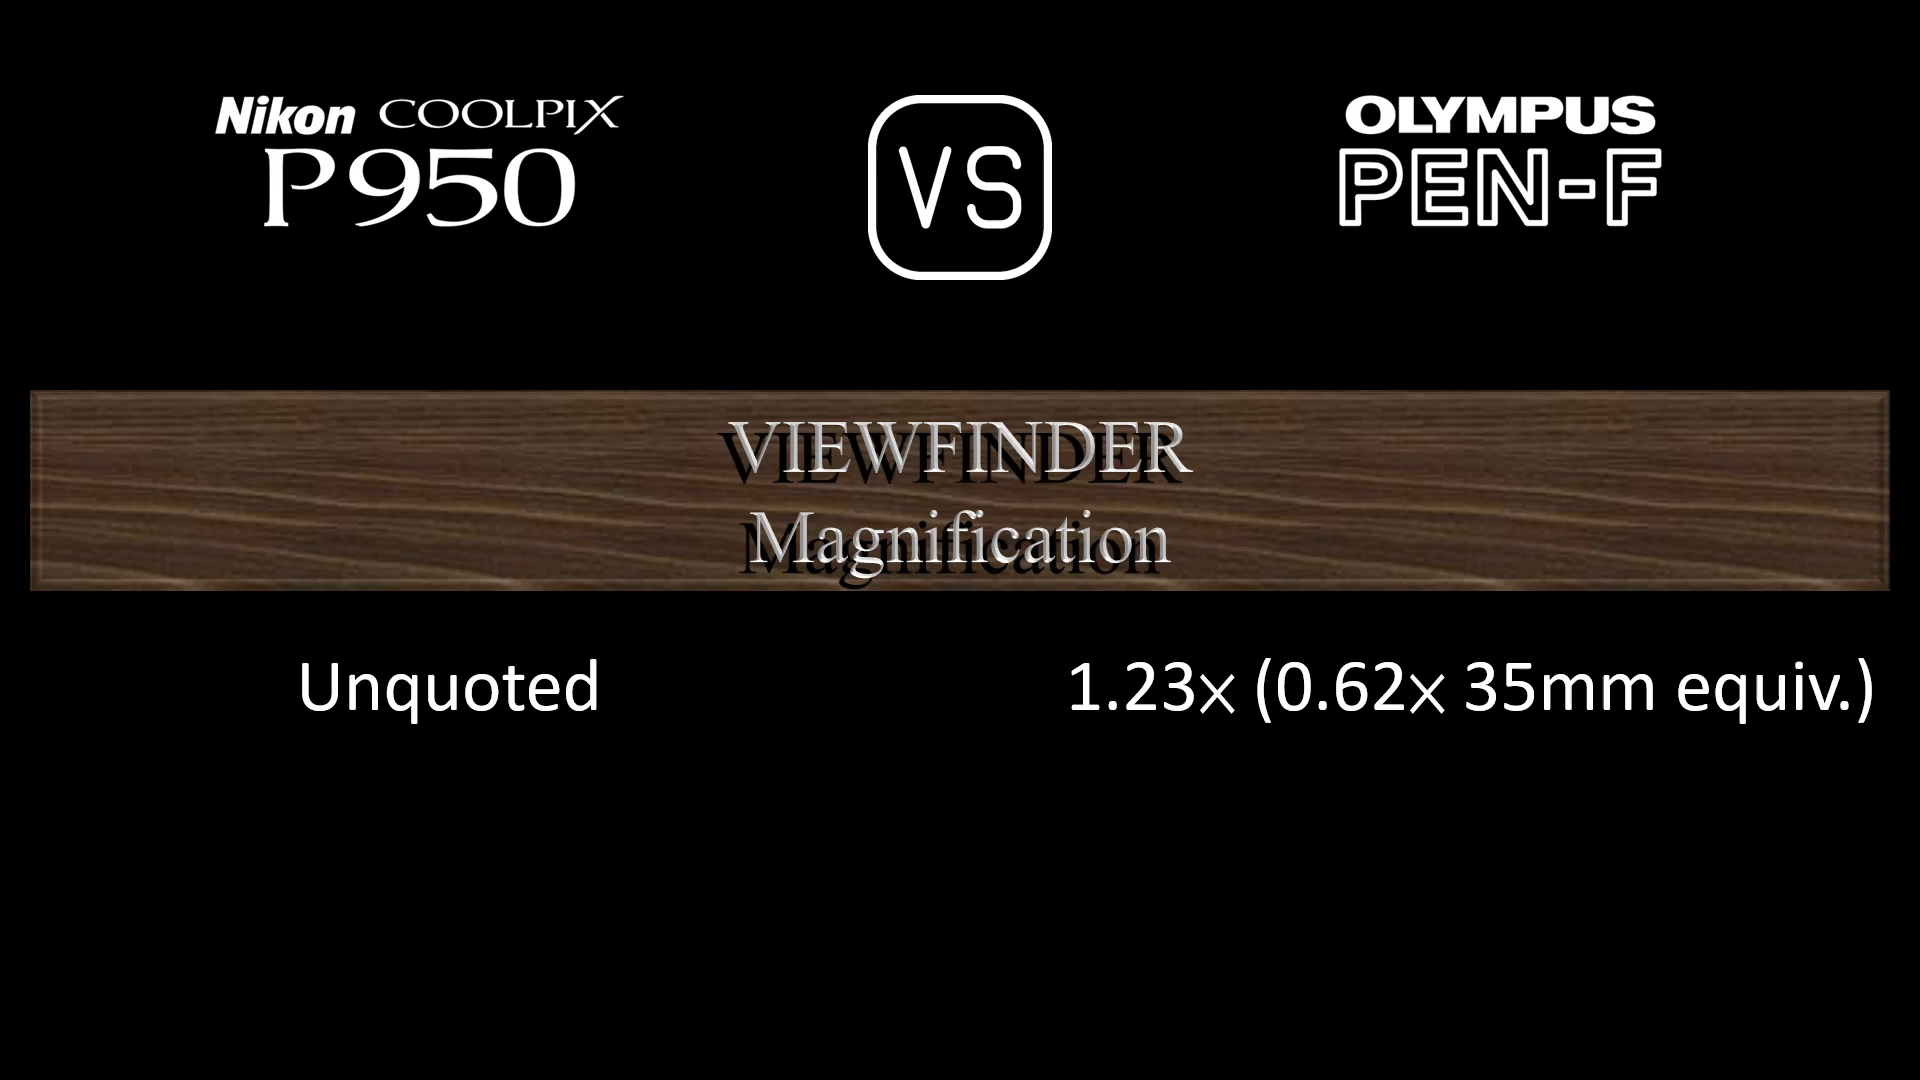 Nikon COOLPIX
P950
VS
OLYMPUS
PEN-F
VIEWFINDER
Magnification
Unquoted
1.23x (0.62x 35mm equiv.)